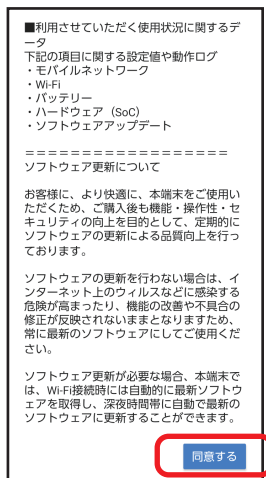 ■利用させていただく使用状況に関するデ
ータ
下記の項目に関する設定値や動作ログ
・モバイルネットワーク
・Wi-Fi
・バッテリー
・ハードウェア（SoC）
・ソフトウェアアップデート
＝＝＝＝＝＝＝＝＝＝＝＝＝＝＝＝＝＝
ソフトウェア更新について
お客様に、より快適に、本端末をご使用い
ただくため、ご購入後も機能・操作性・セ
キュリティの向上を目的として、定期的に
ソフトウェアの更新による品質向上を行っ
ております。
ソフトウェアの更新を行わない場合は、イ
ンターネット上のウィルスなどに感染する
危険が高まったり、機能の改善や不具合の
修正が反映されないままとなりますため、
常に最新のソフトウェアにしてご使用くだ
さい。
ソフトウェア更新が必要な場合、本端末で
は、Wi-Fi接続時には自動的に最新ソフトウ
ェアを取得し、深夜時間帯に自動で最新の
ソフトウェアに更新することができます。
同意する